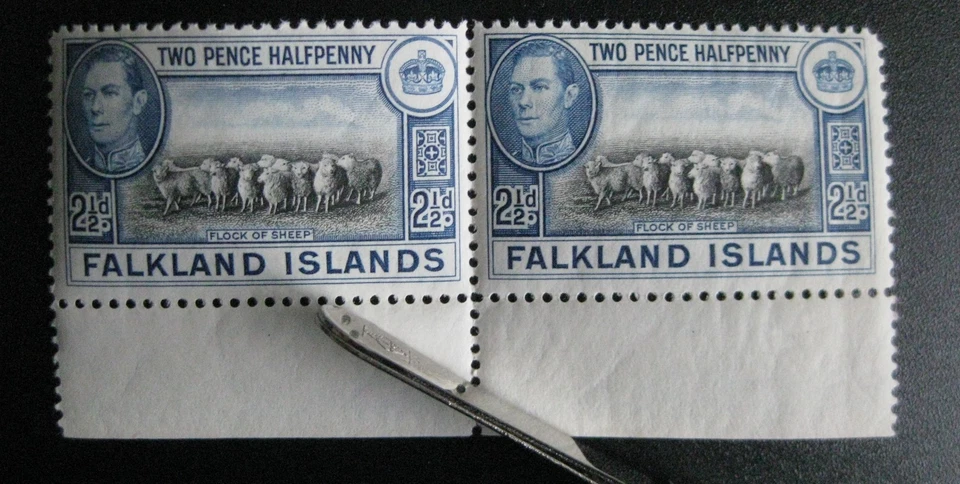 TWO PENCE HALFPENNY
2½d
2½d
FLOCK OF SHEEP
FALKLAND ISLANDS
TWO PENCE HALFPENNY
2½d
2½d
FLOCK OF SHEEP
FALKLAND ISLANDS